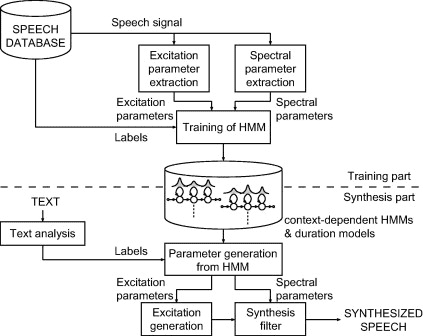 SPEECH
DATABASE
Speech signal
Excitation
parameter
extraction
Spectral
parameter
extraction
Excitation
parameters
Spectral
parameters
Labels
Training of HMM
Training part
Synthesis part
context-dependent HMMs
& duration models
TEXT
Text analysis
Labels
Parameter generation
from HMM
Excitation
parameters
Spectral
parameters
Excitation
generation
Synthesis
filter
SYNTHESIZED
SPEECH